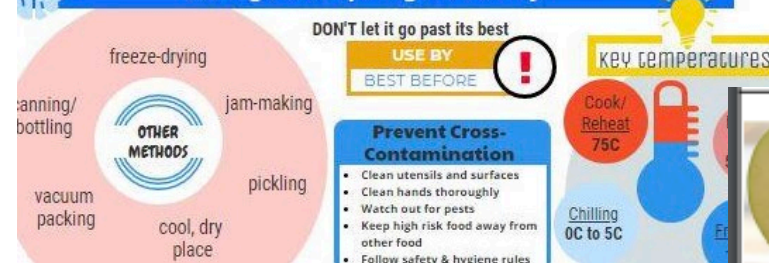 DON'T let it go past its best
USE BY
BEST BEFORE
!
freeze-drying
jam-making
OTHER
METHODS
pickling
vacuum
packing
cool, dry
place
bottling
Prevent Cross-
Contamination
• Clean utensils and surfaces
• Clean hands thoroughly
• Watch out for pests
• Keep high risk food away from
other food
• Follow safety & hygiene rules
Key temperatures
Cook/
Reheat
75C
Chilling
0C to 5C